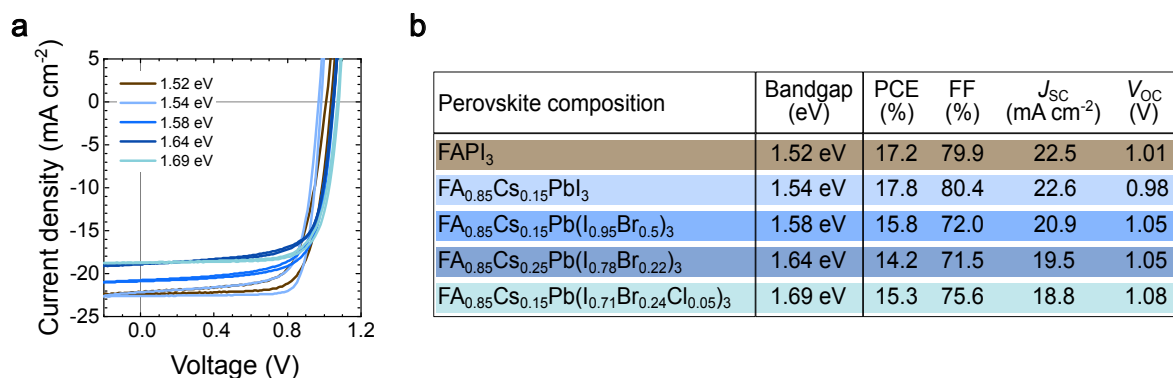 a
Current density (mA cm⁻²)
5
0
-5
-10
-15
-20
-25
1.52 eV
1.54 eV
1.58 eV
1.64 eV
1.69 eV
0.0 0.4 0.8 1.2
Voltage (V)
b
Perovskite composition Bandgap (eV) PCE (%) FF (%) J_SC (mA cm⁻²) V_OC (V)
FAPI₃ 1.52 eV 17.2 79.9 22.5 1.01
FA₀.₈₅Cs₀.₁₅PbI₃ 1.54 eV 17.8 80.4 22.6 0.98
FA₀.₈₅Cs₀.₁₅Pb(I₀.₉₅Br₀.₅)₃ 1.58 eV 15.8 72.0 20.9 1.05
FA₀.₈₅Cs₀.₂₅Pb(I₀.₇₈Br₀.₂₂)₃ 1.64 eV 14.2 71.5 19.5 1.05
FA₀.₈₅Cs₀.₁₅Pb(I₀.₇₁Br₀.₂₄Cl₀.₀₅)₃ 1.69 eV 15.3 75.6 18.8 1.08